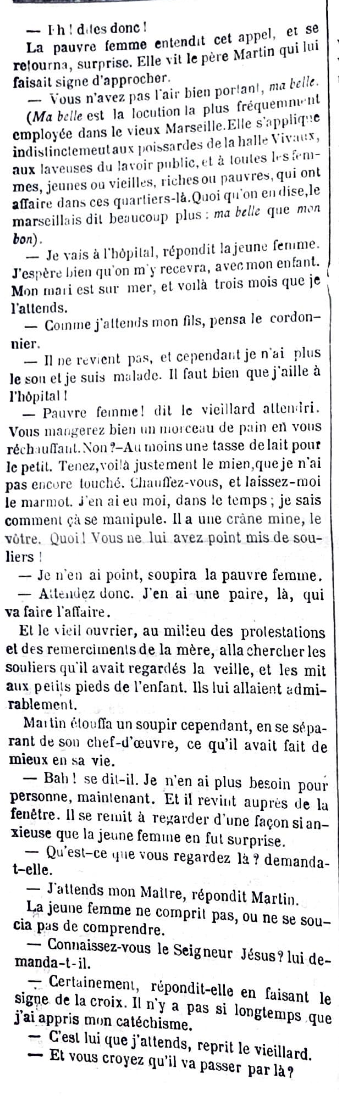 — Eh! dites donc!
La pauvre femme entendit cet appel, et se
retourna, surprise. Elle vit le père Martin qui lui
faisait signe d'approcher.
— Vous n'avez pas l'air bien portant, ma belle.
(Ma belle est la locution la plus fréquemment
employée dans le vieux Marseille.Elle s'applique
indistinctement aux poissardes de la halle Vivaux,
aux laveuses du lavoir public, et à toutes les fem-
mes, jeunes ou vieilles, riches ou pauvres, qui ont
affaire dans ces quartiers-là.Quoi qu'on en dise,le
marseillais dit beaucoup plus : ma belle que mon
bon).
— Je vais à l'hôpital, répondit la jeune femme.
J'espère bien qu'on m'y recevra, avec mon enfant.
Mon mari est sur mer, et voilà trois mois que je
l'attends.
— Comme j'attends mon fils, pensa le cordon-
nier.
— Il ne revient pas, et cependant je n'ai plus
le sou et je suis malade. Il faut bien que j'aille à
l'hôpital !
— Pauvre femme! dit le vieillard attendri.
Vous mangerez bien un morceau de pain en vous
réchauffant. Non?—Au moins une tasse de lait pour
le petit. Tenez,voilà justement le mien,que je n'ai
pas encore touché. Chauffez-vous, et laissez-moi
le marmot. J'en ai eu moi, dans le temps ; je sais
comment çà se manipule. Il a une crâne mine, le
vôtre. Quoi! Vous ne lui avez point mis de sou-
liers !
— Je n'en ai point, soupira la pauvre femme.
— Attendez donc. J'en ai une paire, là, qui
va faire l'affaire.
Et le vieil ouvrier, au milieu des protestations
et des remerciments de la mère, alla chercher les
souliers qu'il avait regardés la veille, et les mit
aux petits pieds de l'enfant. Ils lui allaient admi-
rablement.
Martin étouffa un soupir cependant, en se sépa-
rant de son chef-d'œuvre, ce qu'il avait fait de
mieux en sa vie.
— Bah! se dit-il. Je n'en ai plus besoin pour
personne, maintenant. Et il revint auprès de la
fenêtre. Il se remit à regarder d'une façon si an-
xieuse que la jeune femme en fut surprise.
— Qu'est-ce que vous regardez là? demanda-
t-elle.
— J'attends mon Maître, répondit Martin.
La jeune femme ne comprit pas, ou ne se sou-
cia pas de comprendre.
— Connaissez-vous le Seigneur Jésus? lui de-
manda-t-il.
— Certainement, répondit-elle en faisant le
signe de la croix. Il n'y a pas si longtemps que
j'ai appris mon catéchisme.
— C'est lui que j'attends, reprit le vieillard.
— Et vous croyez qu'il va passer par là?